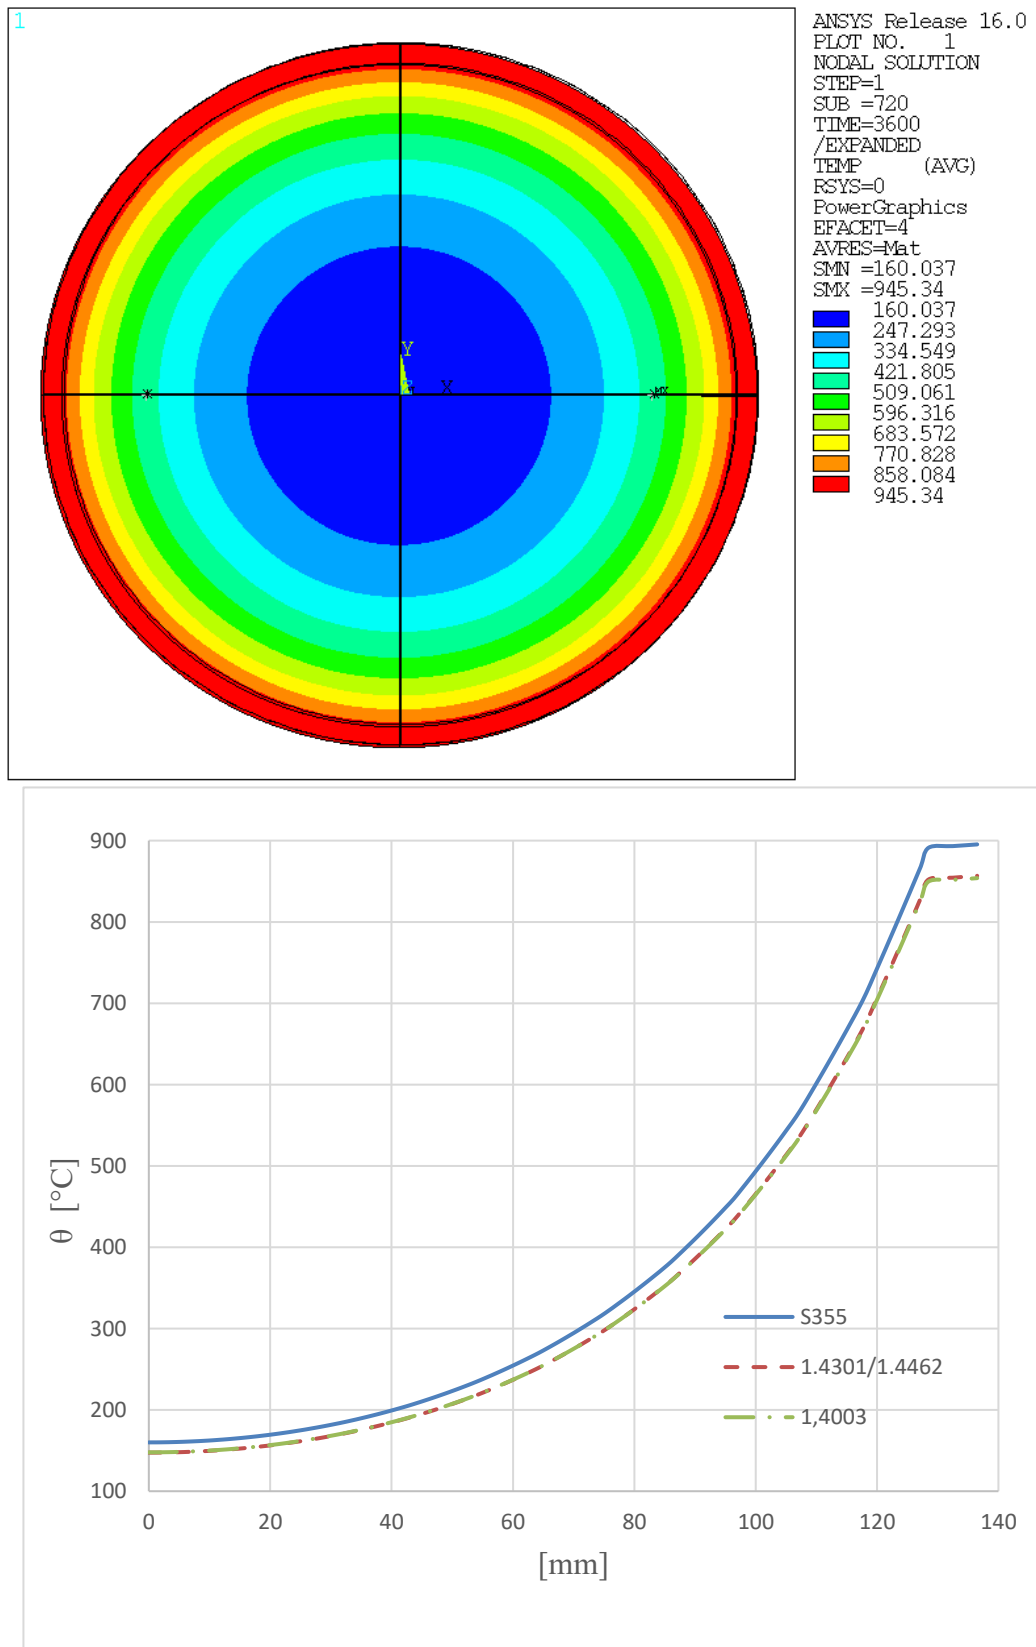 1
ANSYS Release 16.0
PLOT NO. 1
NODAL SOLUTION
STEP=1
SUB =720
TIME=3600
/EXPANDED
TEMP (AVG)
RSYS=0
PowerGraphics
EFACET=4
AVRES=Mat
SMN =160.037
SMX =945.34
160.037
247.293
334.549
421.805
509.061
596.316
683.572
770.828
858.084
945.34
Y
X
900
800
700
600
500
400
300
200
100
θ [°C]
S355
1.4301/1.4462
1,4003
0 20 40 60 80 100 120 140
[mm]